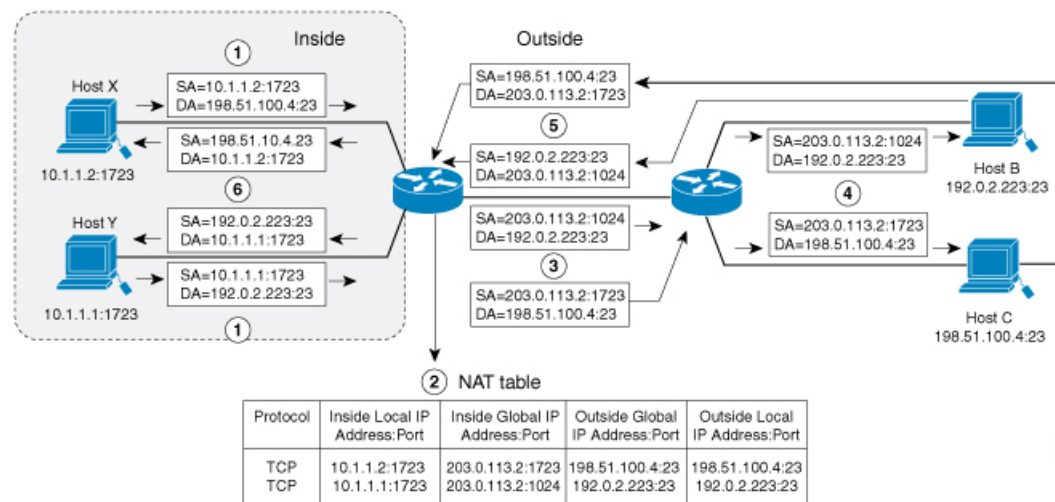 Inside
Outside
1
Host X
SA=10.1.1.2:1723
DA=198.51.100.4:23
SA=198.51.10.4.23
DA=10.1.1.2:1723
10.1.1.2:1723
6
Host Y
SA=192.0.2.223:23
DA=10.1.1.1:1723
SA=10.1.1.1:1723
DA=192.0.2.223:23
10.1.1.1:1723
1
SA=198.51.100.4:23
DA=203.0.113.2:1723
5
SA=192.0.2.223:23
DA=203.0.113.2:1024
SA=203.0.113.2:1024
DA=192.0.2.223:23
3
SA=203.0.113.2:1723
DA=198.51.100.4:23
SA=203.0.113.2:1024
DA=192.0.2.223:23
Host B
192.0.2.223:23
4
SA=203.0.113.2:1723
DA=198.51.100.4:23
Host C
198.51.100.4:23
2 NAT table
Protocol Inside Local IP Inside Global IP Outside Global Outside Local
Address:Port Address:Port IP Address:Port IP Address:Port
TCP 10.1.1.2:1723 203.0.113.2:1723 198.51.100.4:23 198.51.100.4:23
TCP 10.1.1.1:1723 203.0.113.2:1024 192.0.2.223:23 192.0.2.223:23